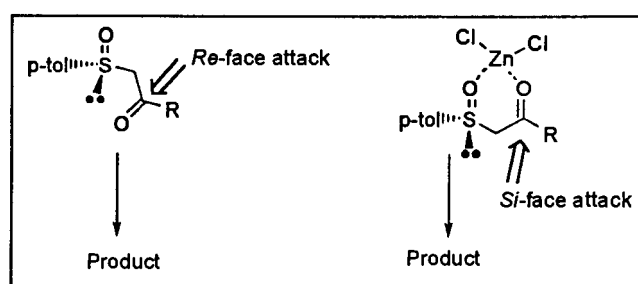 O
p-tol S Re-face attack
O R
Product
Cl Cl
Zn
O O
p-tol S R
Si-face attack
Product